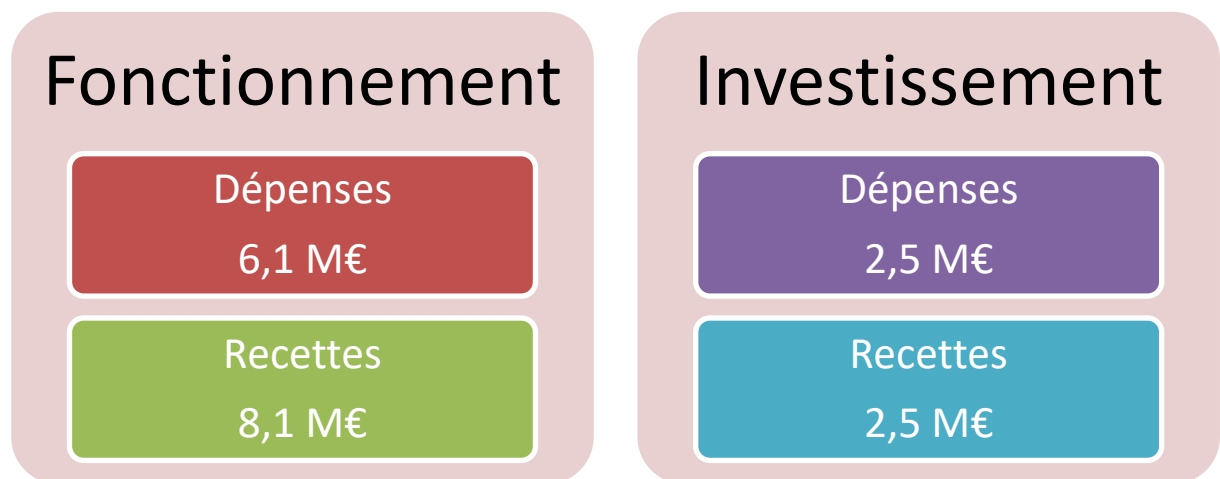 Fonctionnement
Dépenses
6,1 M€
Recettes
8,1 M€
Investissement
Dépenses
2,5 M€
Recettes
2,5 M€